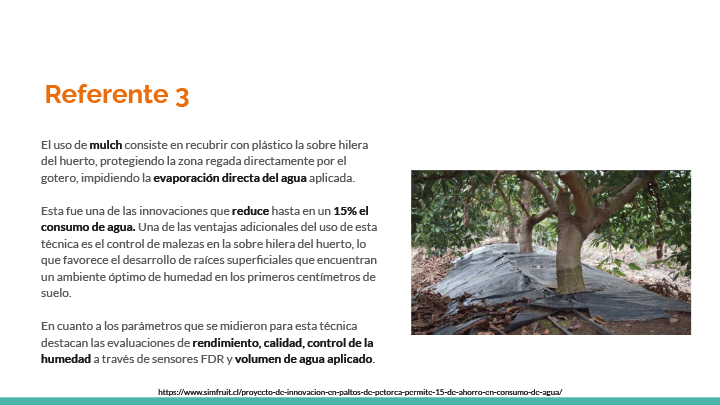 Referente 3
El uso de mulch consiste en recubrir con plástico la sobre hilera
del huerto, protegiendo la zona regada directamente por el
gotero, impidiendo la evaporación directa del agua aplicada.
Esta fue una de las innovaciones que reduce hasta en un 15% el
consumo de agua. Una de las ventajas adicionales del uso de esta
técnica es el control de malezas en la sobre hilera del huerto, lo
que favorece el desarrollo de raíces superficiales que encuentran
un ambiente óptimo de humedad en los primeros centímetros de
suelo.
En cuanto a los parámetros que se midieron para esta técnica
destacan las evaluaciones de rendimiento, calidad, control de la
humedad a través de sensores FDR y volumen de agua aplicado.
https://www.simfruit.cl/proyecto-de-innovacion-en-paltos-de-petorca-permite-15-de-ahorro-en-consumo-de-agua/